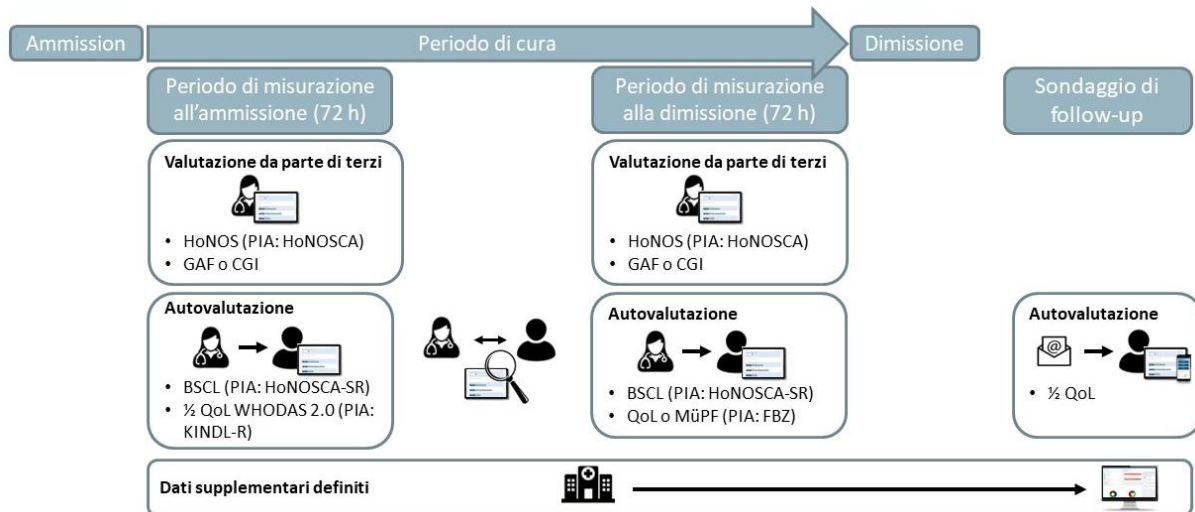 Ammission
Periodo di cura
Dimissione
Periodo di misurazione
all'ammissione (72 h)
Periodo di misurazione
alla dimissione (72 h)
Sondaggio di
follow-up
Valutazione da parte di terzi
• HoNOS (PIA: HoNOSCA)
• GAF o CGI
Valutazione da parte di terzi
• HoNOS (PIA: HoNOSCA)
• GAF o CGI
Autovalutazione
• BSCL (PIA: HoNOSCA-SR)
• ½ QoL WHODAS 2.0 (PIA:
KINDL-R)
Autovalutazione
• BSCL (PIA: HoNOSCA-SR)
• QoL o MüPF (PIA: FBZ)
Autovalutazione
@
• ½ QoL
Dati supplementari definiti